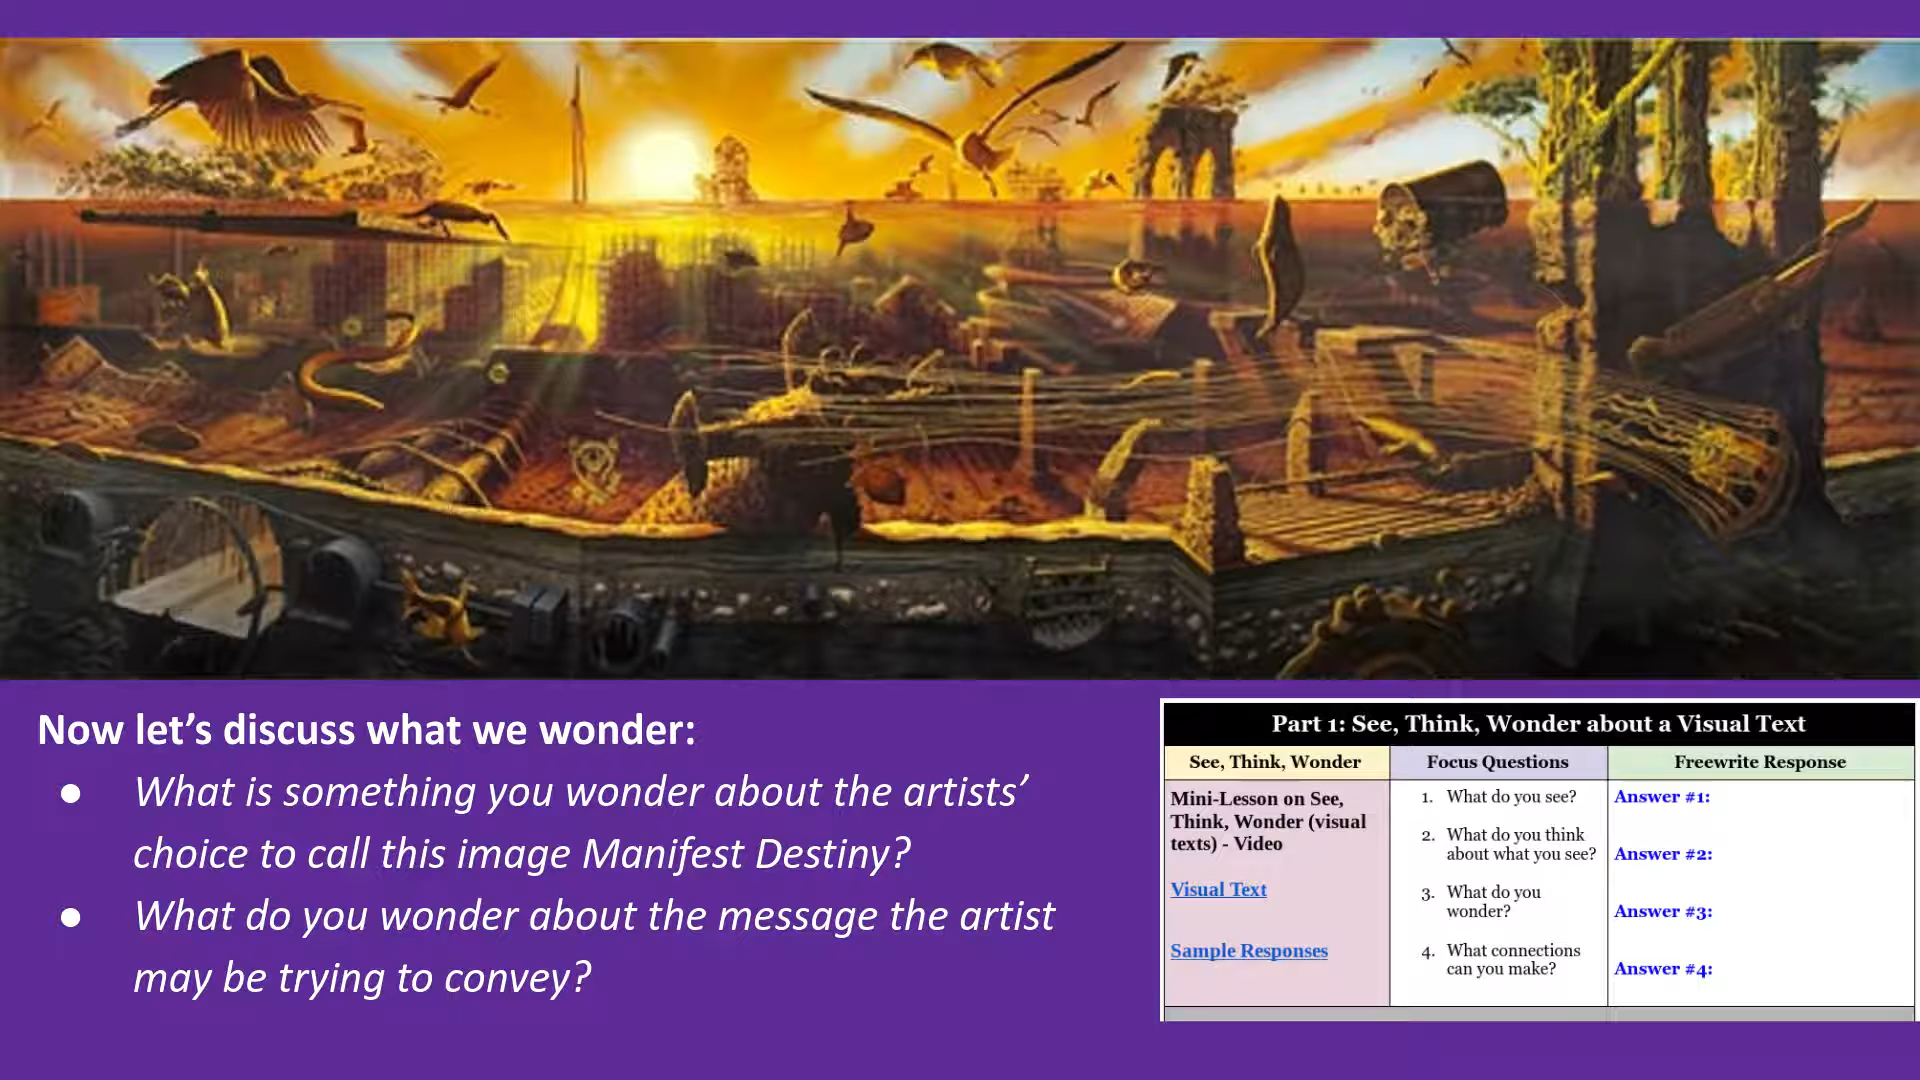 Now let’s discuss what we wonder:
● What is something you wonder about the artists’
choice to call this image Manifest Destiny?
● What do you wonder about the message the artist
may be trying to convey?
Part 1: See, Think, Wonder about a Visual Text
See, Think, Wonder
Focus Questions
Freewrite Response
Mini-Lesson on See,
Think, Wonder (visual
texts) - Video
Visual Text
Sample Responses
1. What do you see?
2. What do you think
about what you see?
3. What do you
wonder?
4. What connections
can you make?
Answer #1:
Answer #2:
Answer #3:
Answer #4: